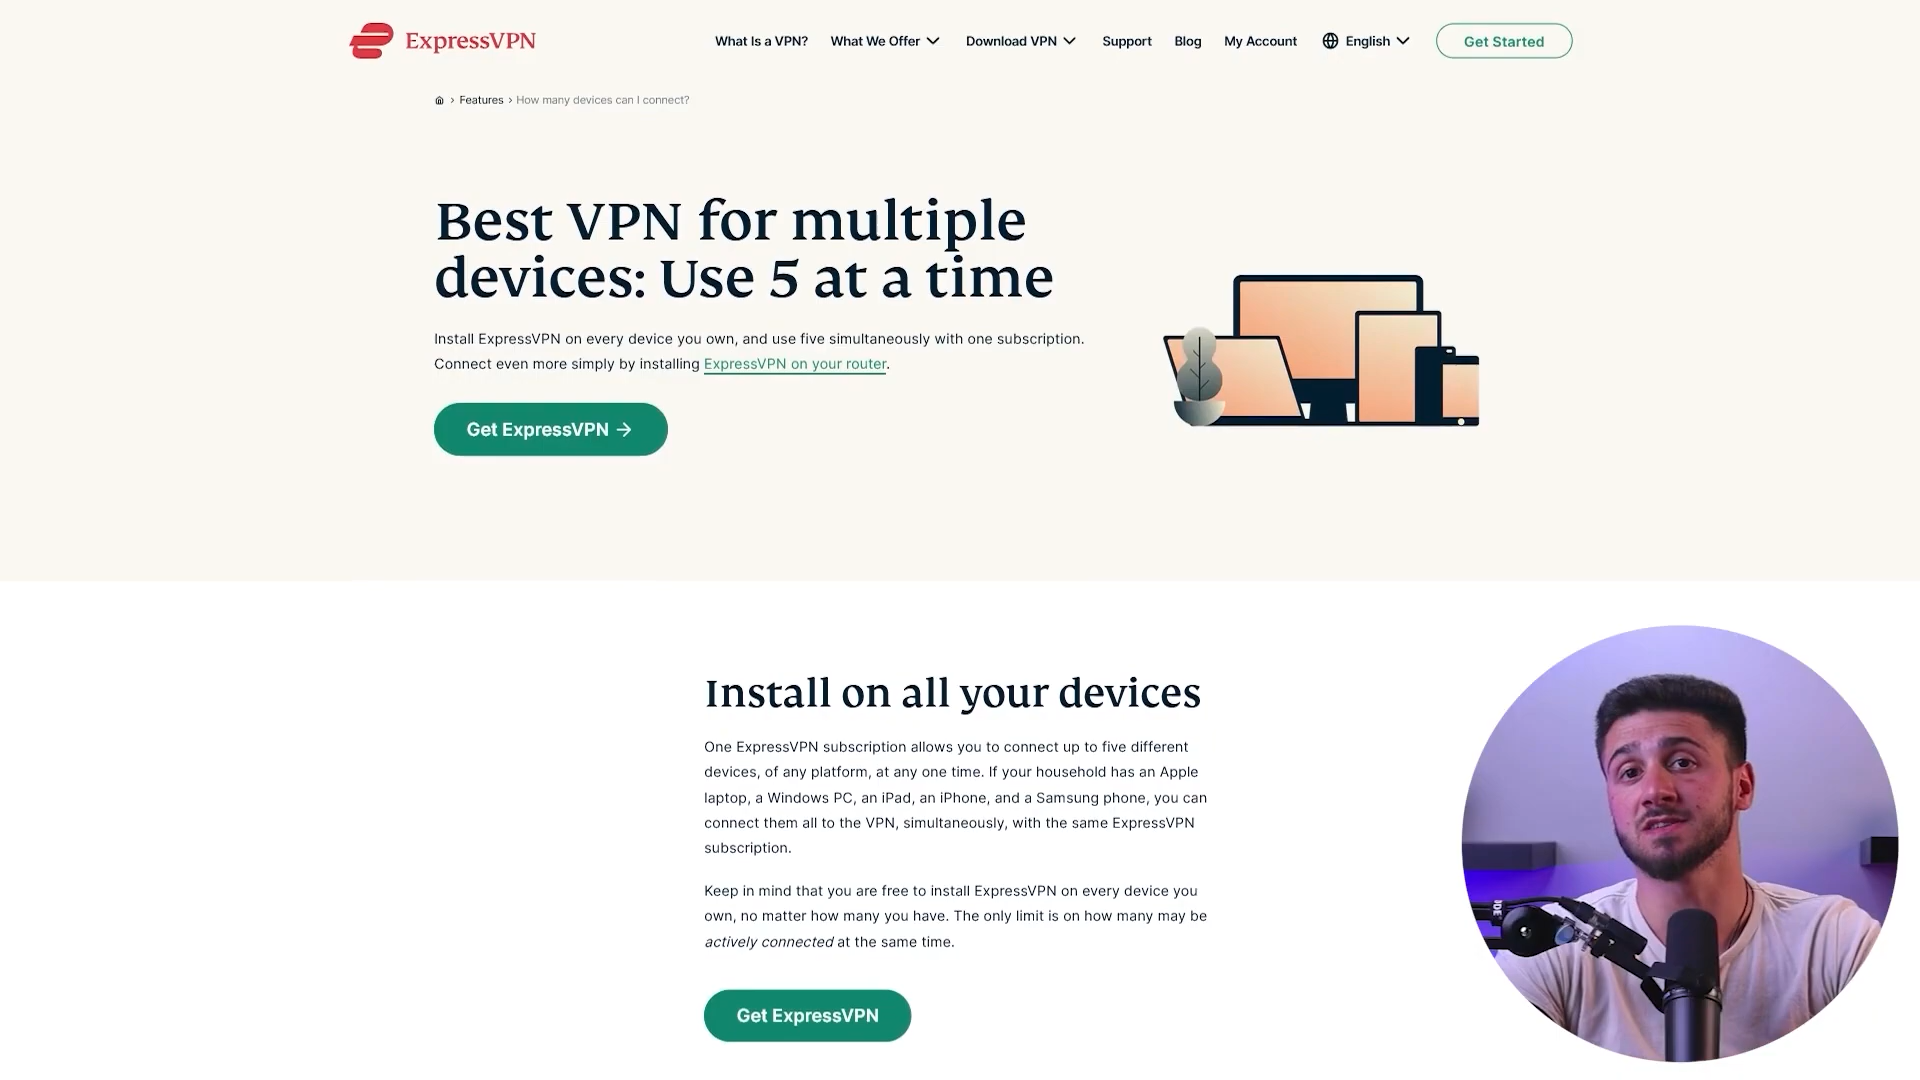 ExpressVPN
What Is a VPN? What We Offer Download VPN Support Blog My Account English Get Started
Features > How many devices can I connect?
Best VPN for multiple
devices: Use 5 at a time
Install ExpressVPN on every device you own, and use five simultaneously with one subscription.
Connect even more simply by installing ExpressVPN on your router.
Get ExpressVPN →
Install on all your devices
One ExpressVPN subscription allows you to connect up to five different
devices, of any platform, at any one time. If your household has an Apple
laptop, a Windows PC, an iPad, an iPhone, and a Samsung phone, you can
connect them all to the VPN, simultaneously, with the same ExpressVPN
subscription.
Keep in mind that you are free to install ExpressVPN on every device you
own, no matter how many you have. The only limit is on how many may be
actively connected at the same time.
Get ExpressVPN